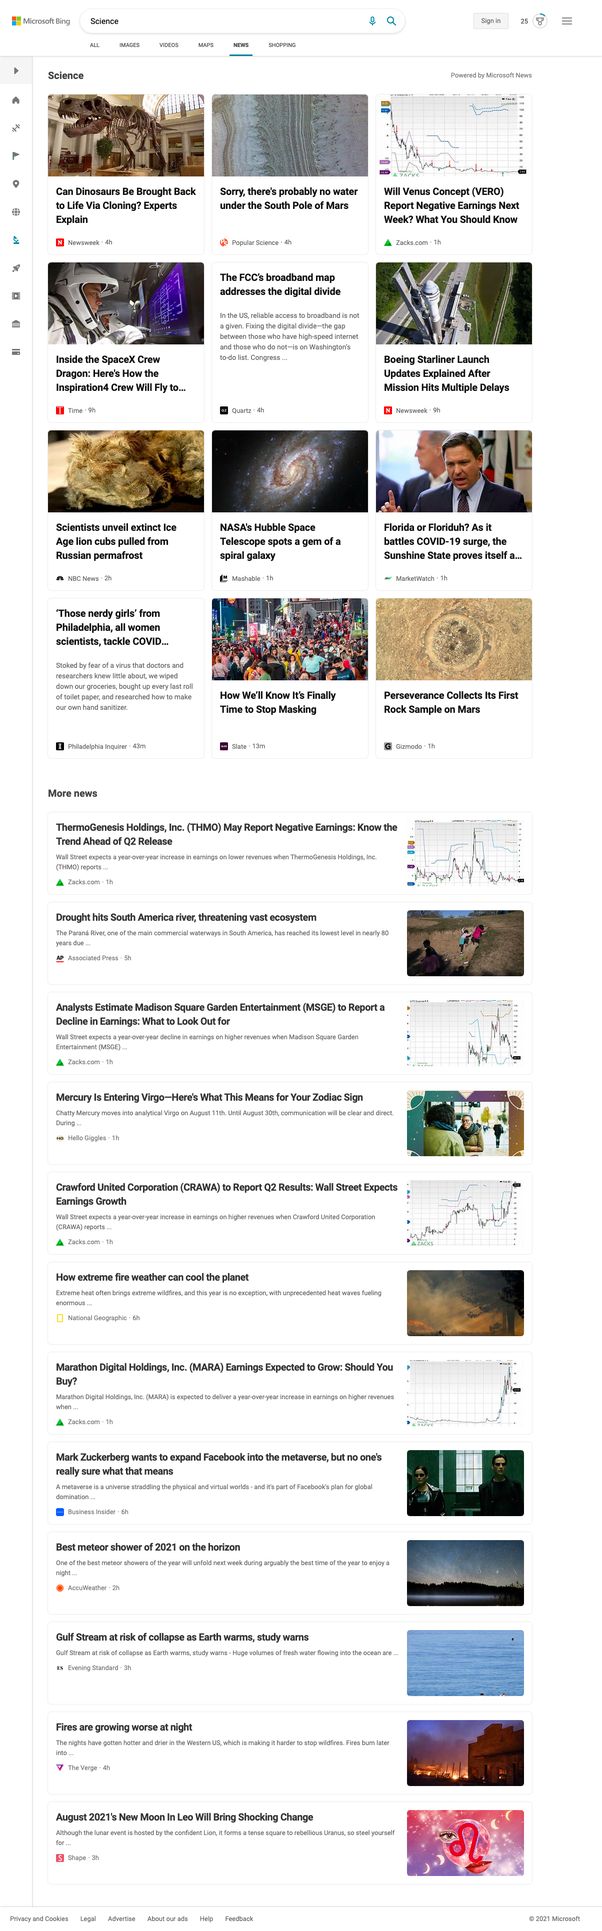 Microsoft Bing
Science
Sign in
25
ALL
IMAGES
VIDEOS
MAPS
NEWS
SHOPPING
Science
Powered by Microsoft News
Can Dinosaurs Be Brought Back
to Life Via Cloning? Experts
Explain
Newsweek · 4h
Sorry, there's probably no water
under the South Pole of Mars
Popular Science · 4h
ZACKS
Will Venus Concept (VERO)
Report Negative Earnings Next
Week? What You Should Know
Zacks.com · 1h
Inside the SpaceX Crew
Dragon: Here's How the
Inspiration4 Crew Will Fly to...
Time · 9h
The FCC's broadband map
addresses the digital divide
In the US, reliable access to broadband is not
a given. Fixing the digital divide—the gap
between those who have high-speed internet
and those who do not—is on Washington's
to-do list. Congress ...
Quartz · 4h
Boeing Starliner Launch
Updates Explained After
Mission Hits Multiple Delays
Newsweek · 9h
Scientists unveil extinct Ice
Age lion cubs pulled from
Russian permafrost
NBC News · 2h
NASA's Hubble Space
Telescope spots a gem of a
spiral galaxy
Mashable · 1h
Florida or Floriduh? As it
battles COVID-19 surge, the
Sunshine State proves itself a...
MarketWatch · 1h
'Those nerdy girls' from
Philadelphia, all women
scientists, tackle COVID...
Stoked by fear of a virus that doctors and
researchers knew little about, we wiped
down our groceries, bought up every last roll
of toilet paper, and researched how to make
our own hand sanitizer.
Philadelphia Inquirer · 43m
How We'll Know It's Finally
Time to Stop Masking
Slate · 13m
Perseverance Collects Its First
Rock Sample on Mars
Gizmodo · 1h
More news
ThermoGenesis Holdings, Inc. (THMO) May Report Negative Earnings: Know the
Trend Ahead of Q2 Release
Wall Street expects a year-over-year increase in earnings on lower revenues when ThermoGenesis Holdings, Inc.
(THMO) reports ...
Zacks.com · 1h
Drought hits South America river, threatening vast ecosystem
The Paraná River, one of the main commercial waterways in South America, has reached its lowest level in nearly 80
years due ...
AP Associated Press · 5h
Analysts Estimate Madison Square Garden Entertainment (MSGE) to Report a
Decline in Earnings: What to Look Out for
Wall Street expects a year-over-year decline in earnings on higher revenues when Madison Square Garden
Entertainment (MSGE) ...
Zacks.com · 1h
Mercury Is Entering Virgo—Here's What This Means for Your Zodiac Sign
Chatty Mercury moves into analytical Virgo on August 11th. Until August 30th, communication will be clear and direct.
During ...
HG Hello Giggles · 1h
Crawford United Corporation (CRAWA) to Report Q2 Results: Wall Street Expects
Earnings Growth
Wall Street expects a year-over-year increase in earnings on higher revenues when Crawford United Corporation
(CRAWA) reports ...
Zacks.com · 1h
ZACKS
How extreme fire weather can cool the planet
Extreme heat often brings extreme wildfires, and this year is no exception, with unprecedented heat waves fueling
enormous ...
National Geographic · 6h
Marathon Digital Holdings, Inc. (MARA) Earnings Expected to Grow: Should You
Buy?
Marathon Digital Holdings, Inc. (MARA) is expected to deliver a year-over-year increase in earnings on higher revenues
when ...
Zacks.com · 1h
Mark Zuckerberg wants to expand Facebook into the metaverse, but no one's
really sure what that means
A metaverse is a universe straddling the physical and virtual worlds - and it's part of Facebook's plan for global
domination ...
Business Insider · 6h
Best meteor shower of 2021 on the horizon
One of the best meteor showers of the year will unfold next week during arguably the best time of the year to enjoy a
night ...
AccuWeather · 2h
Gulf Stream at risk of collapse as Earth warms, study warns
Gulf Stream at risk of collapse as Earth warms, study warns - Huge volumes of fresh water flowing into the ocean are ...
ES Evening Standard · 3h
Fires are growing worse at night
The nights have gotten hotter and drier in the Western US, which is making it harder to stop wildfires. Fires burn later
into ...
The Verge · 4h
August 2021's New Moon In Leo Will Bring Shocking Change
Although the lunar event is hosted by the confident Lion, it forms a tense square to rebellious Uranus, so steel yourself
for ...
Shape · 3h
Privacy and Cookies
Legal
Advertise
About our ads
Help
Feedback
© 2021 Microsoft